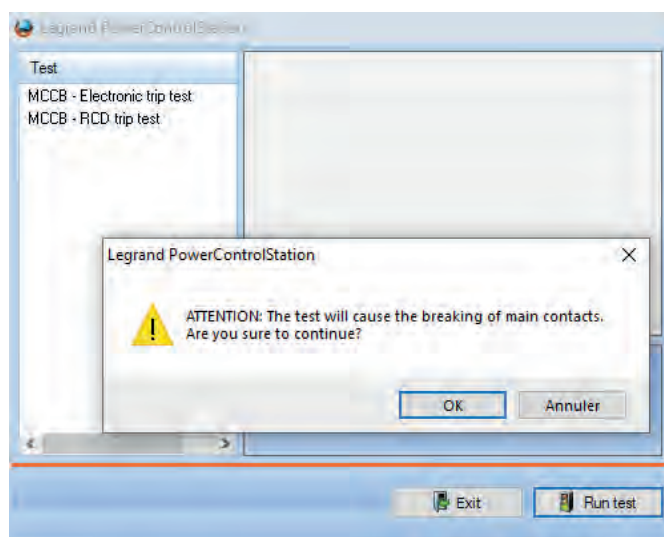 Legrand PowerControlStation
Test
MCCB - Electronic trip test
MCCB - RCD trip test
Legrand PowerControlStation
ATTENTION: The test will cause the breaking of main contacts.
Are you sure to continue?
OK
Annuler
Exit
Run test